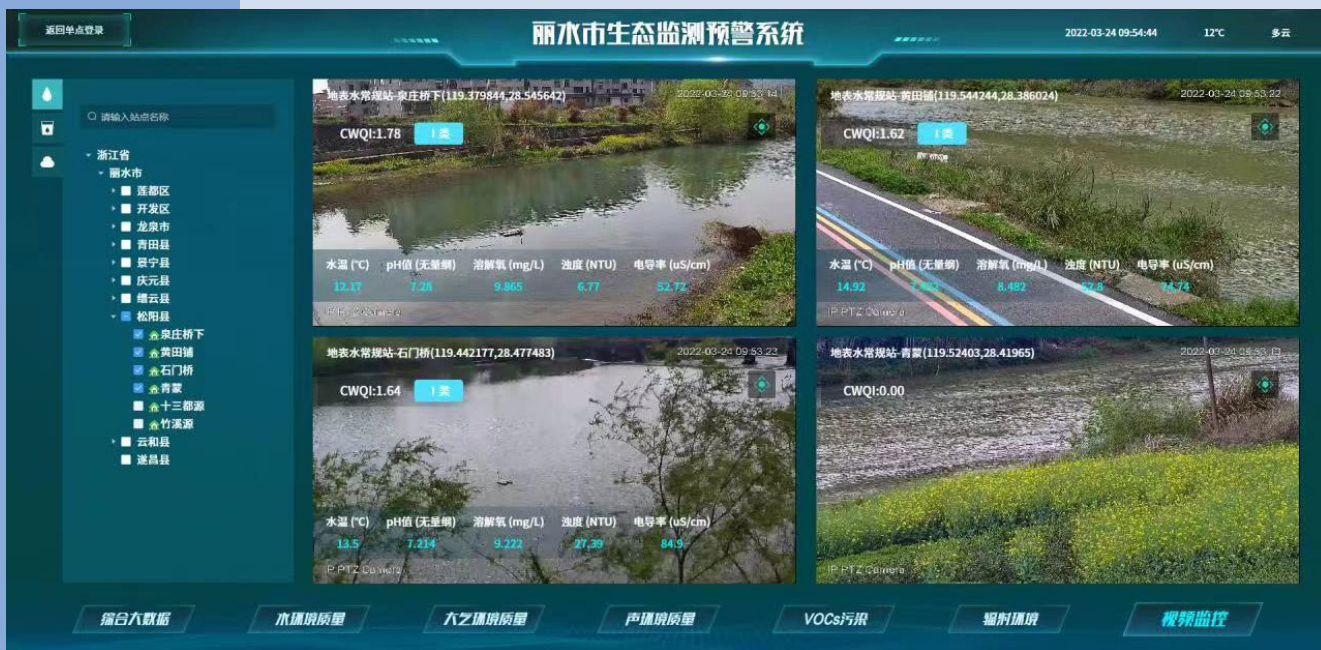 返回单点登录
丽水市生态监测预警系统
2022-03-24 09:54:44 12℃ 多云
请输入站点名称
浙江省
丽水市
莲都区
开发区
龙泉市
青田县
景宁县
庆元县
缙云县
松阳县
泉庄桥下
黄田铺
石门桥
青蒙
十三都源
竹溪源
云和县
遂昌县
地表水常规站-泉庄桥下(119.379844,28.545642) 2022-03-24 09:53:14
CWQI:1.78 I 类
水温 (℃) pH值 (无量纲) 溶解氧 (mg/L) 浊度 (NTU) 电导率 (uS/cm)
12.17 7.28 9.865 6.77 52.72
IP PTZ Camera
地表水常规站-黄田铺(119.544244,28.386024) 2022-03-24 09:53:22
CWQI:1.62 I 类
水温 (℃) pH值 (无量纲) 溶解氧 (mg/L) 浊度 (NTU) 电导率 (uS/cm)
14.92 8.482 74.74
IP PTZ Camera
地表水常规站-石门桥(119.442177,28.477483) 2022-03-24 09:53:23
CWQI:1.64 I 类
水温 (℃) pH值 (无量纲) 溶解氧 (mg/L) 浊度 (NTU) 电导率 (uS/cm)
13.5 7.214 9.222 27.39 84.9
IP PTZ Camera
地表水常规站-青蒙(119.52403,28.41965) 2022-03-24
CWQI:0.00
IP PTZ Camera
综合大数据 水环境质量 大气环境质量 声环境质量 VOCs污染 辐射环境 视频监控